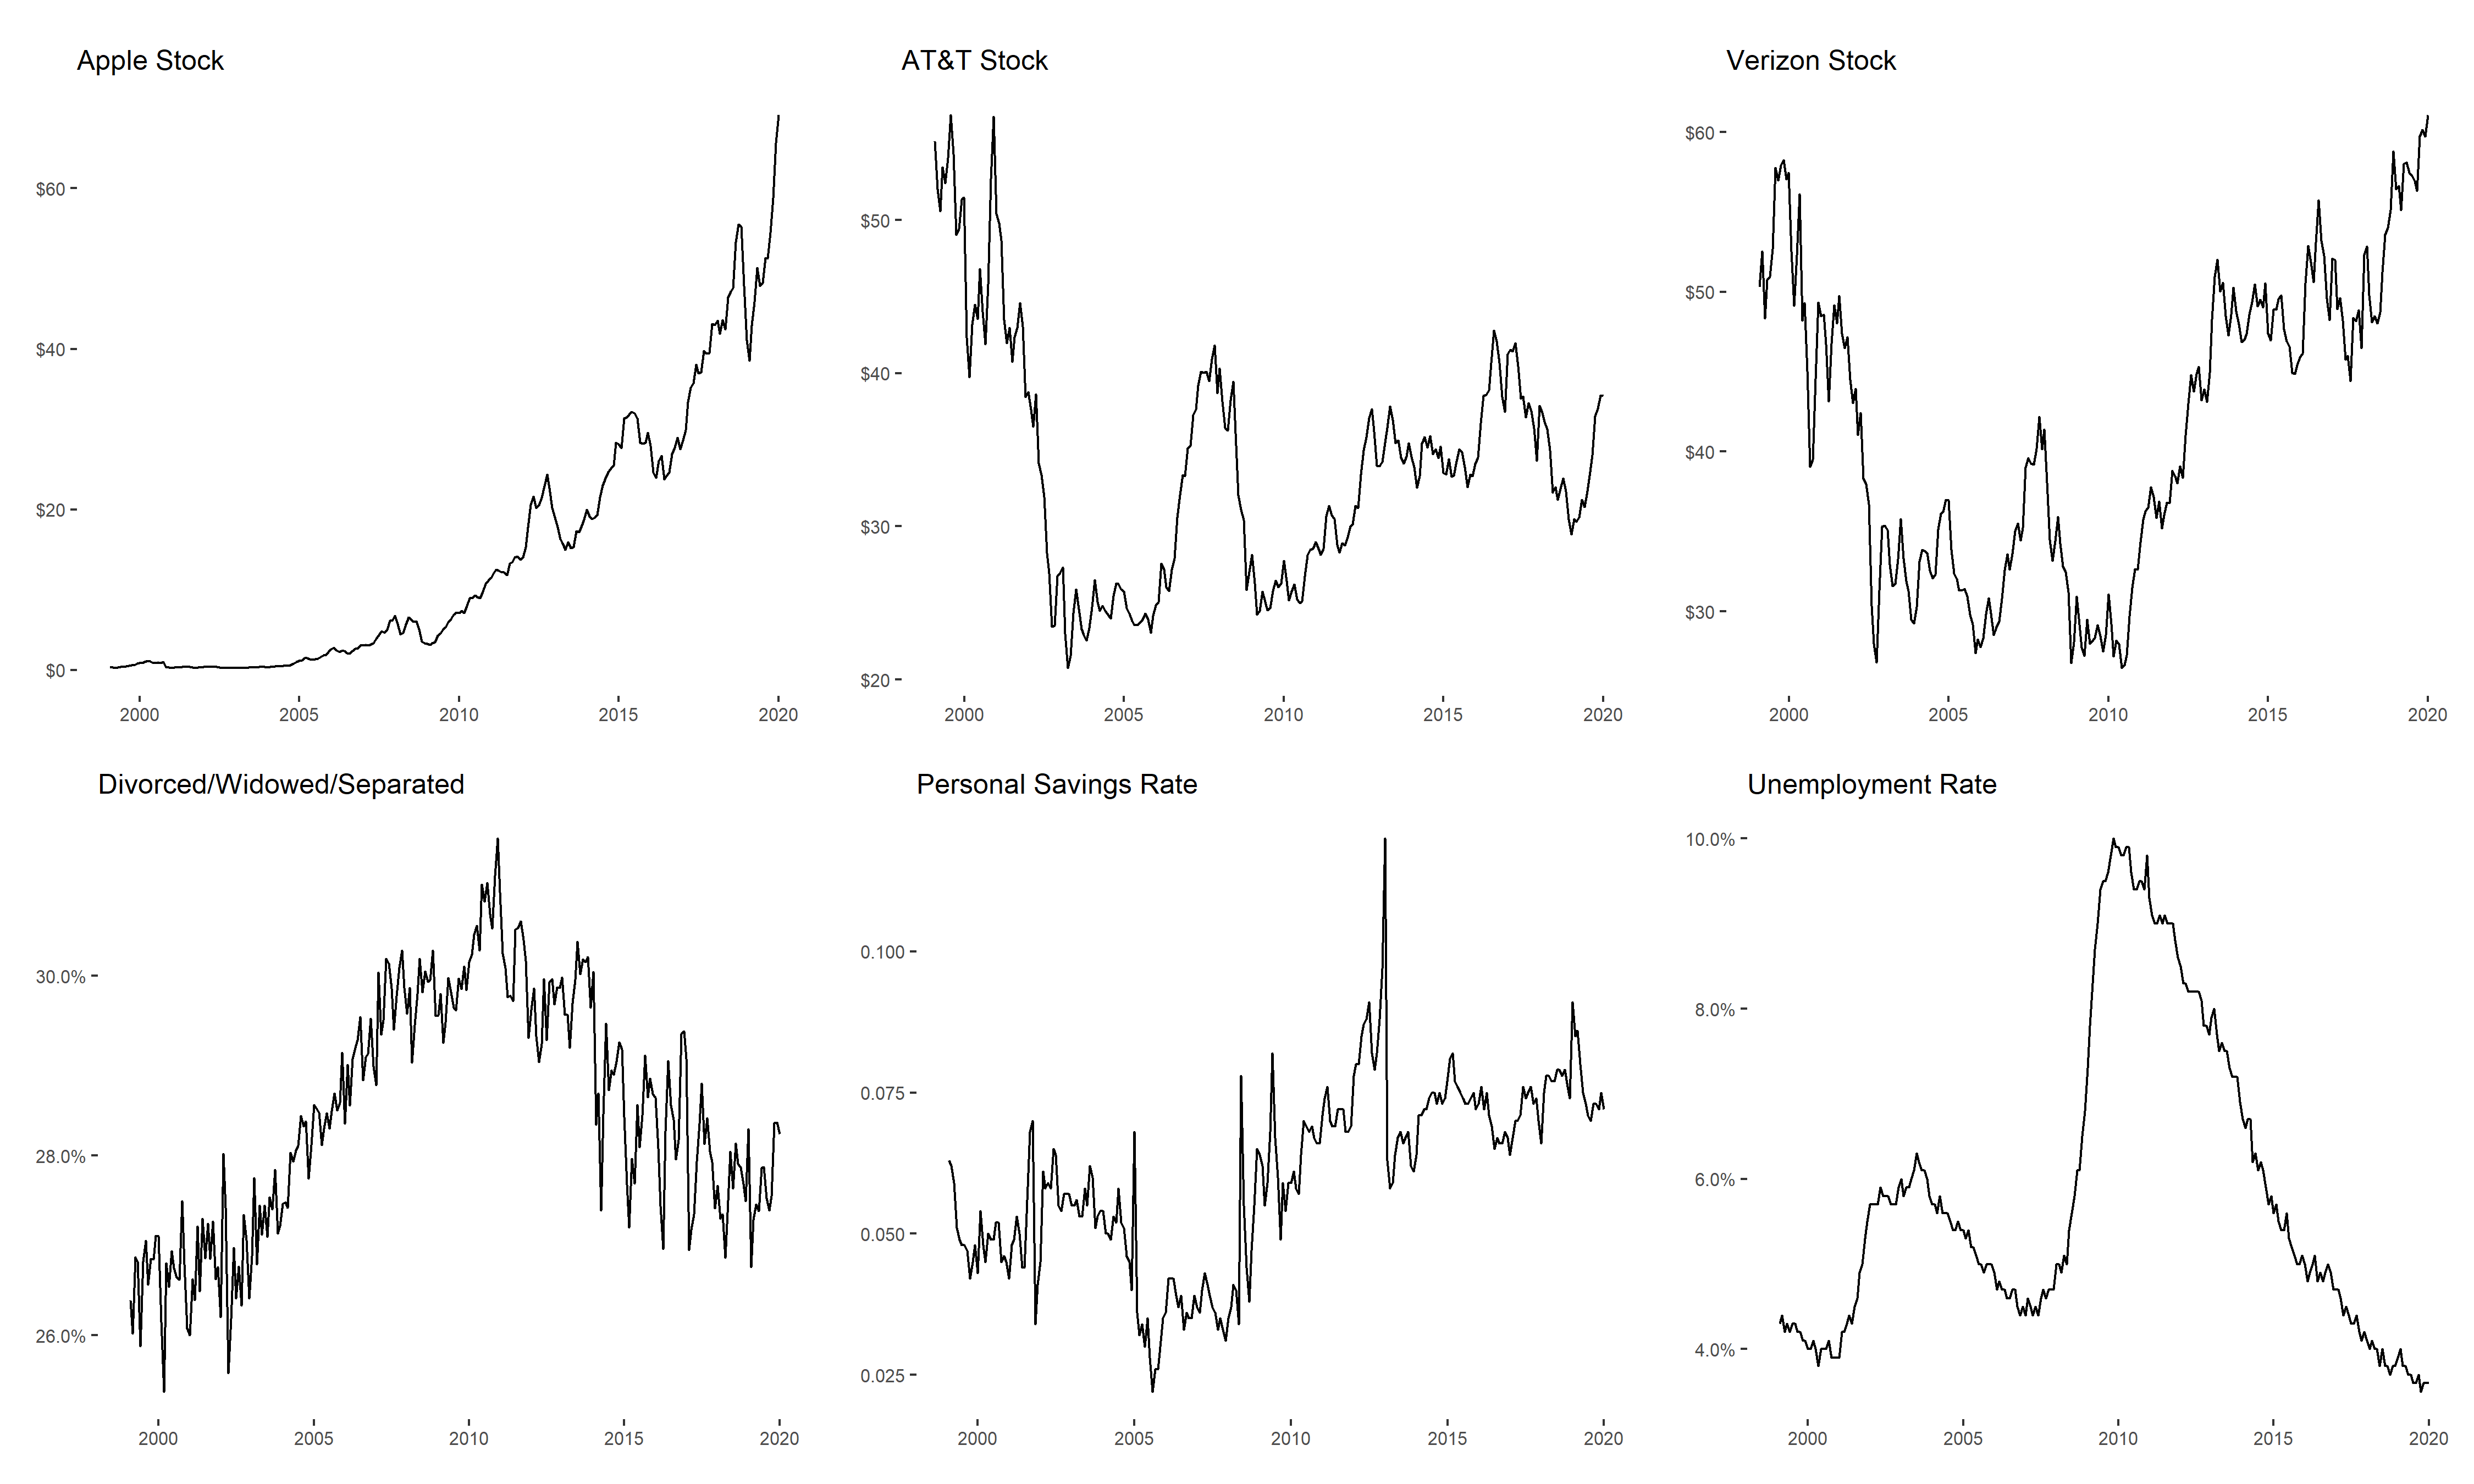 Apple Stock
$60
$40
$20
$0
2000 2005 2010 2015 2020
AT&T Stock
$50
$40
$30
$20
2000 2005 2010 2015 2020
Verizon Stock
$60
$50
$40
$30
2000 2005 2010 2015 2020
Divorced/Widowed/Separated
30.0%
28.0%
26.0%
2000 2005 2010 2015 2020
Personal Savings Rate
0.100
0.075
0.050
0.025
2000 2005 2010 2015 2020
Unemployment Rate
10.0%
8.0%
6.0%
4.0%
2000 2005 2010 2015 2020